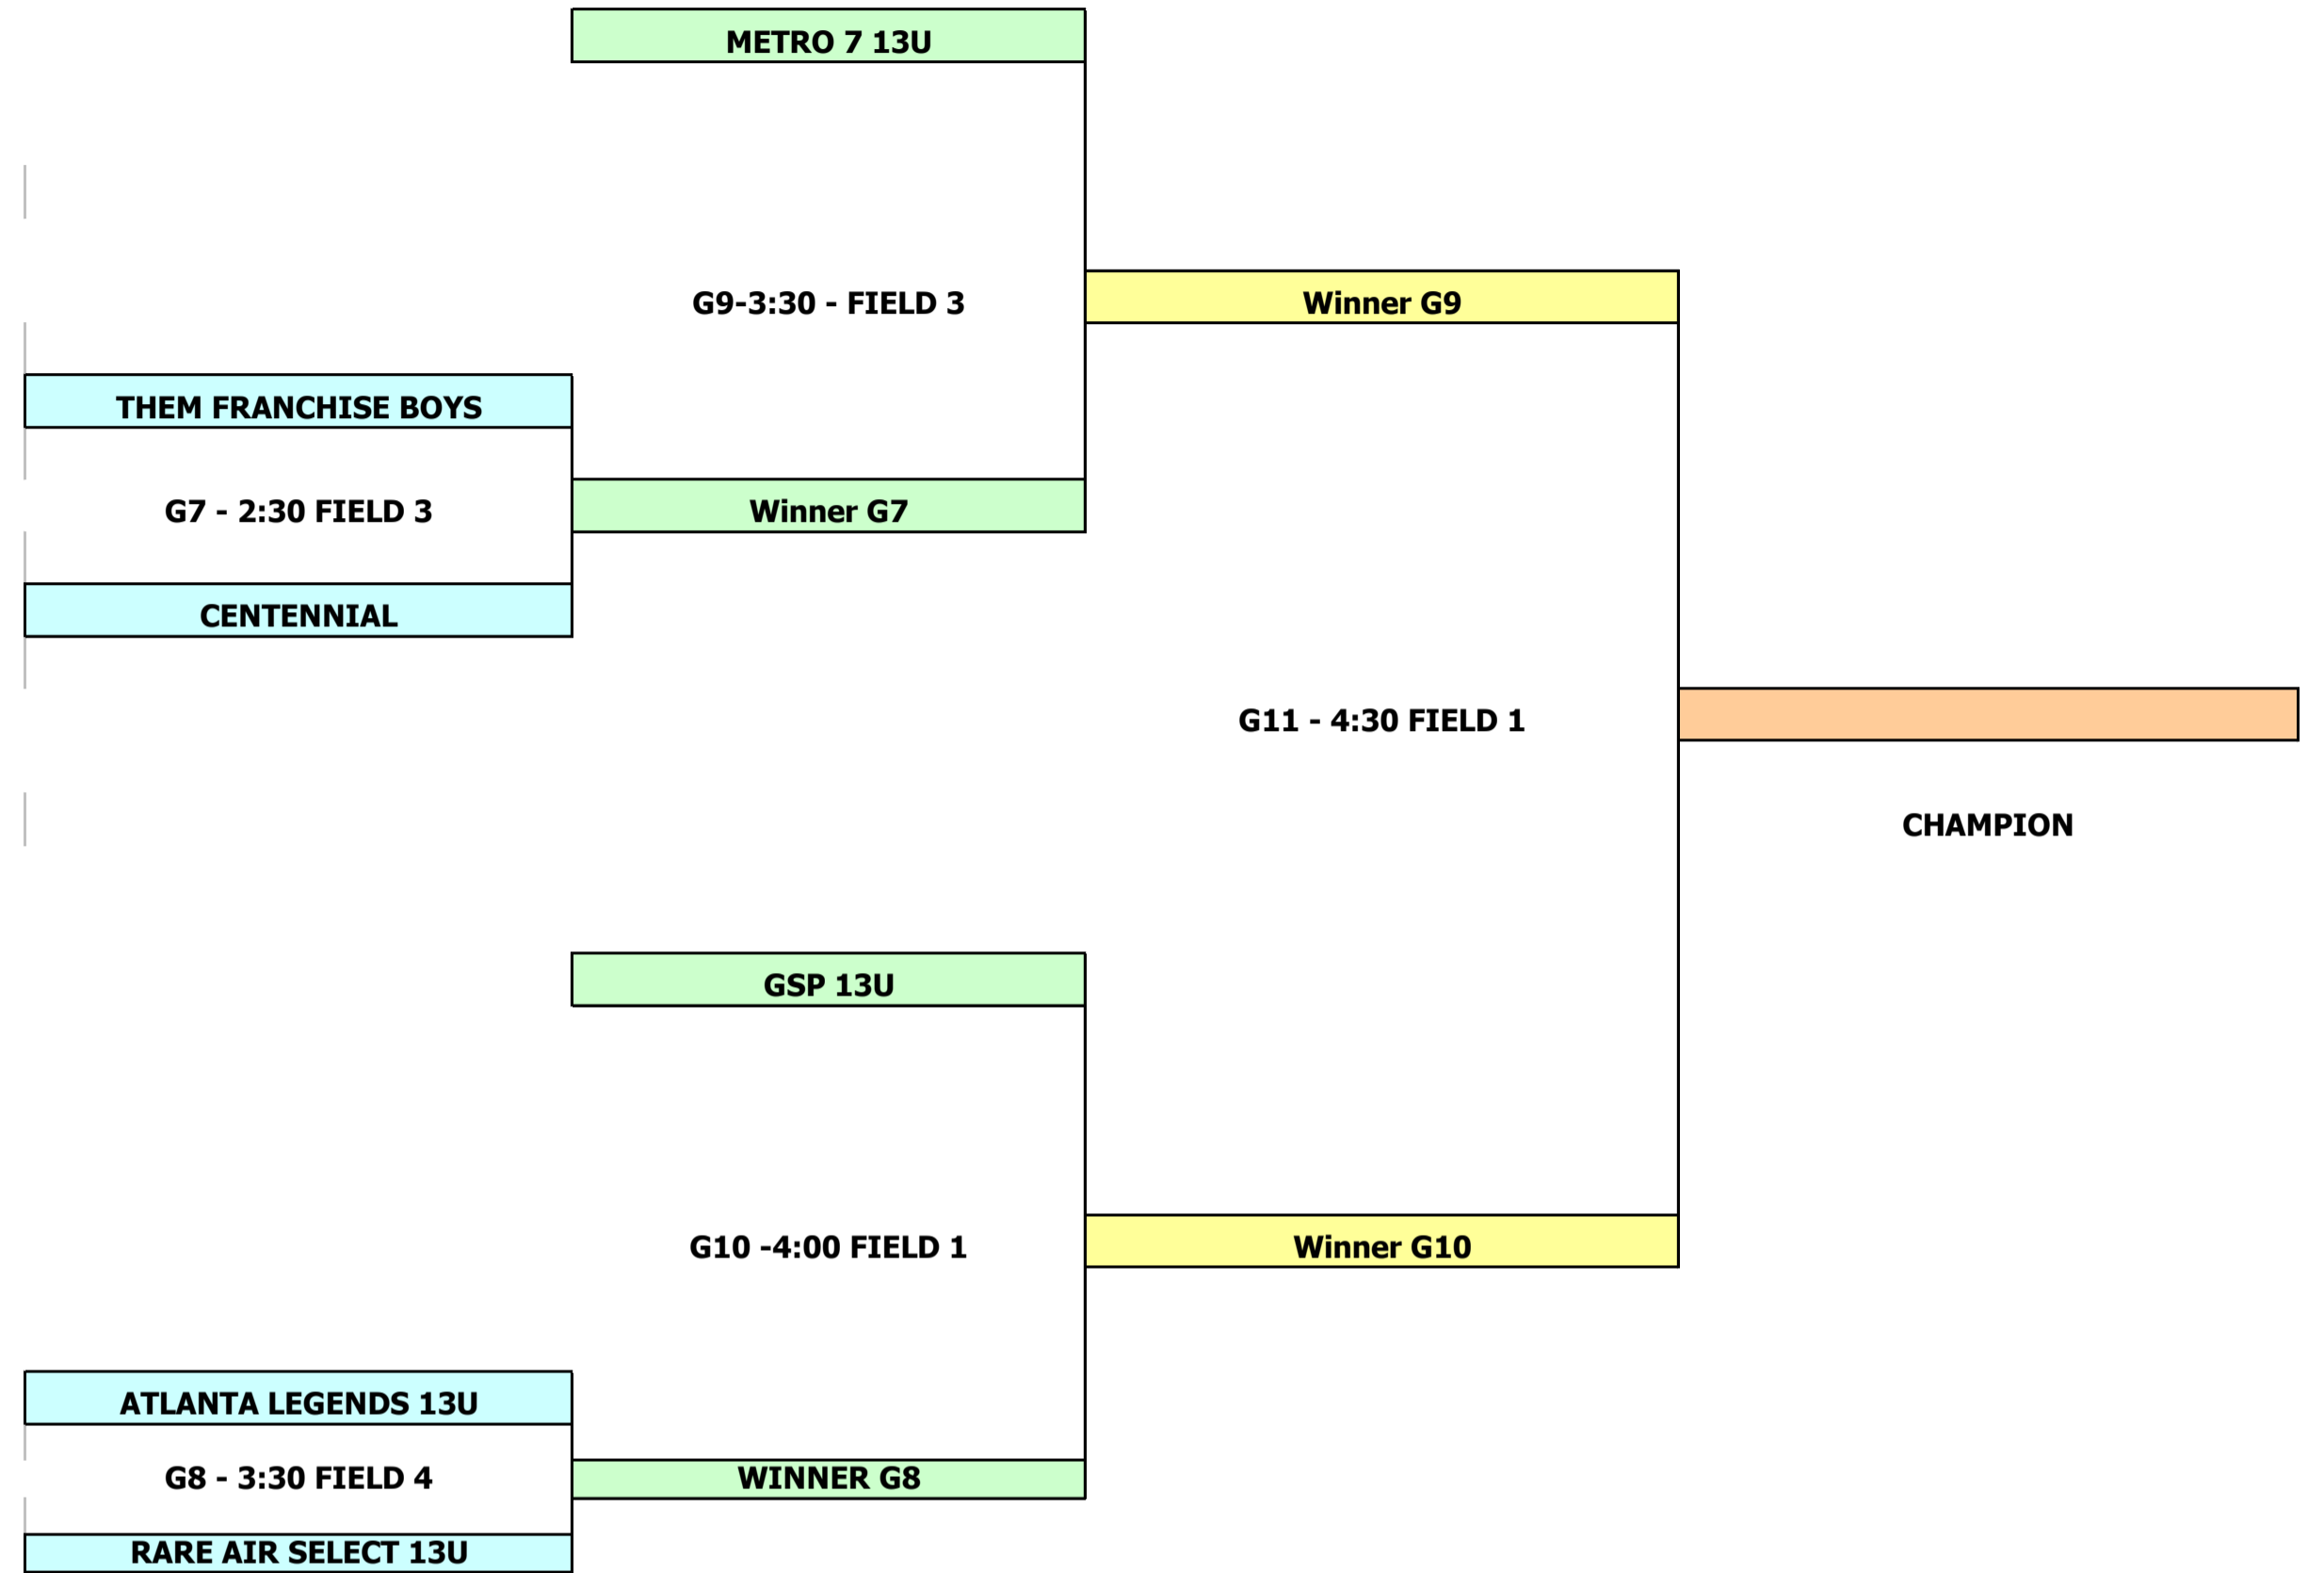 METRO 7 13U
G9-3:30 - FIELD 3
Winner G9
THEM FRANCHISE BOYS
G7 - 2:30 FIELD 3
Winner G7
CENTENNIAL
G11 - 4:30 FIELD 1
CHAMPION
GSP 13U
G10 -4:00 FIELD 1
Winner G10
ATLANTA LEGENDS 13U
G8 - 3:30 FIELD 4
WINNER G8
RARE AIR SELECT 13U